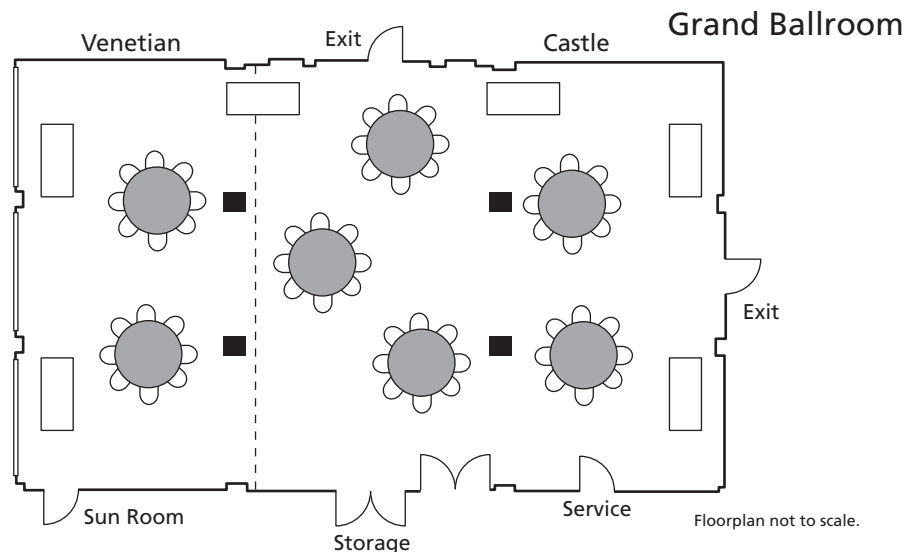 Grand Ballroom
Venetian
Exit
Castle
Exit
Sun Room
Storage
Service
Floorplan not to scale.